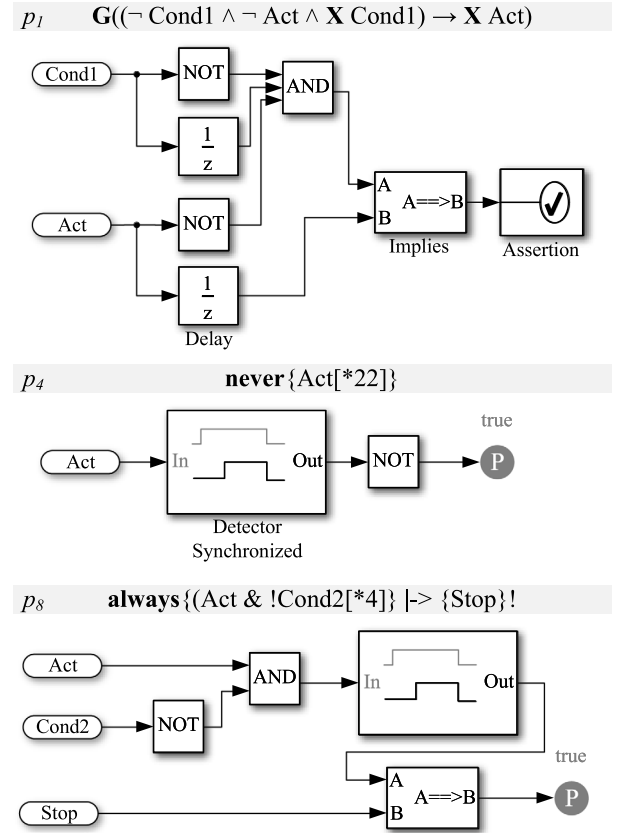 p1 G((¬ Cond1 ∧ ¬ Act ∧ X Cond1) → X Act)
Cond1
NOT
AND
1
z
A
A==>B
B
Implies
Assertion
Act
NOT
1
z
Delay
p4 never{Act[*22]}
true
Act
In
Out
NOT
P
Detector
Synchronized
p8 always{(Act & !Cond2[*4]} |-> {Stop}!
Act
AND
In
Out
Cond2
NOT
true
A
A==>B
P
B
Stop